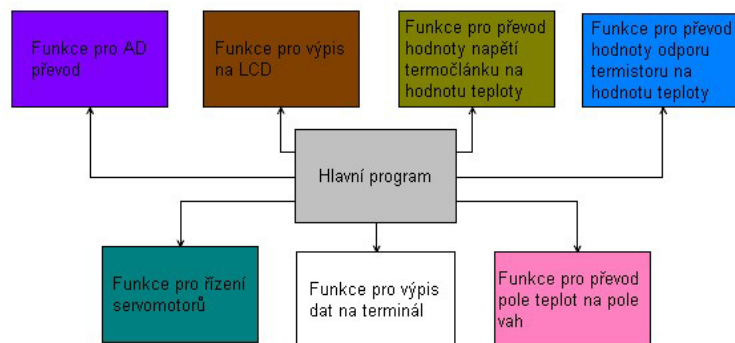 Funkce pro AD
převod
Funkce pro výpis
na LCD
Funkce pro převod
hodnoty napětí
termočlánku na
hodnotu teploty
Funkce pro převod
hodnoty odporu
termistoru na
hodnotu teploty
Hlavní program
Funkce pro řízení
servomotorů
Funkce pro výpis
dat na terminál
Funkce pro převod
pole teplot na pole
vah